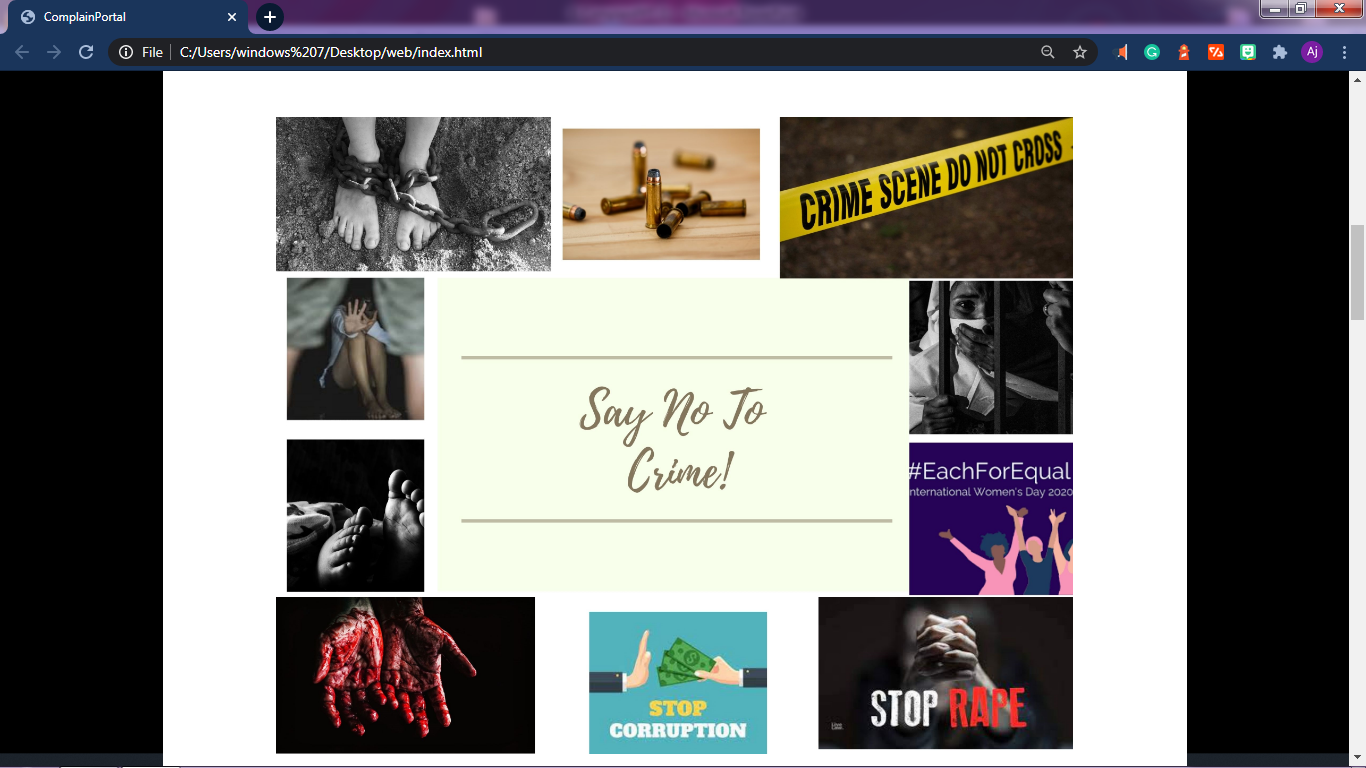 ComplainPortal
File
C:/Users/windows%207/Desktop/web/index.html
Aj
CRIME SCENE DO NOT CROSS
Say No To
Crime!
#EachForEqual
International Women's Day 2020
STOP
CORRUPTION
STOP RAPE